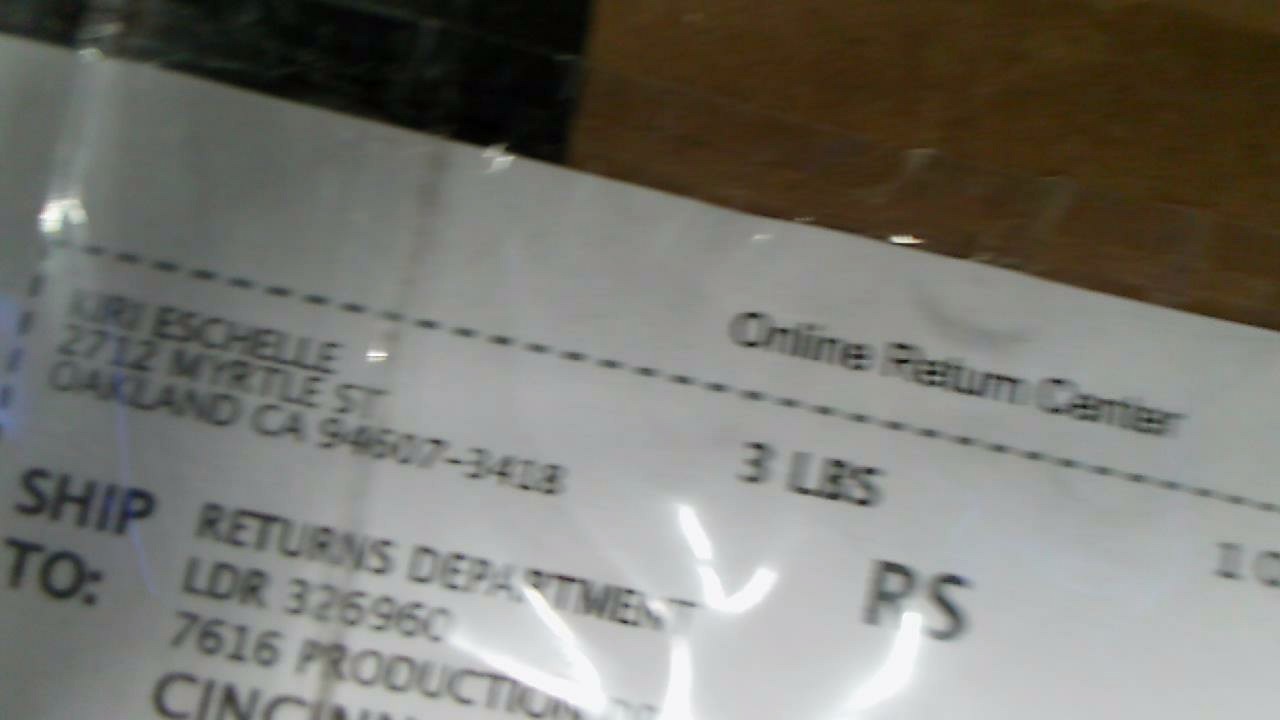 Online Return Center
KIRI ESCHELLE
2712 MYRTLE ST
OAKLAND CA 94607-3418
3 LBS
SHIP TO:
RETURNS DEPARTMENT
LDR 326960
7616 PRODUCTION
RS